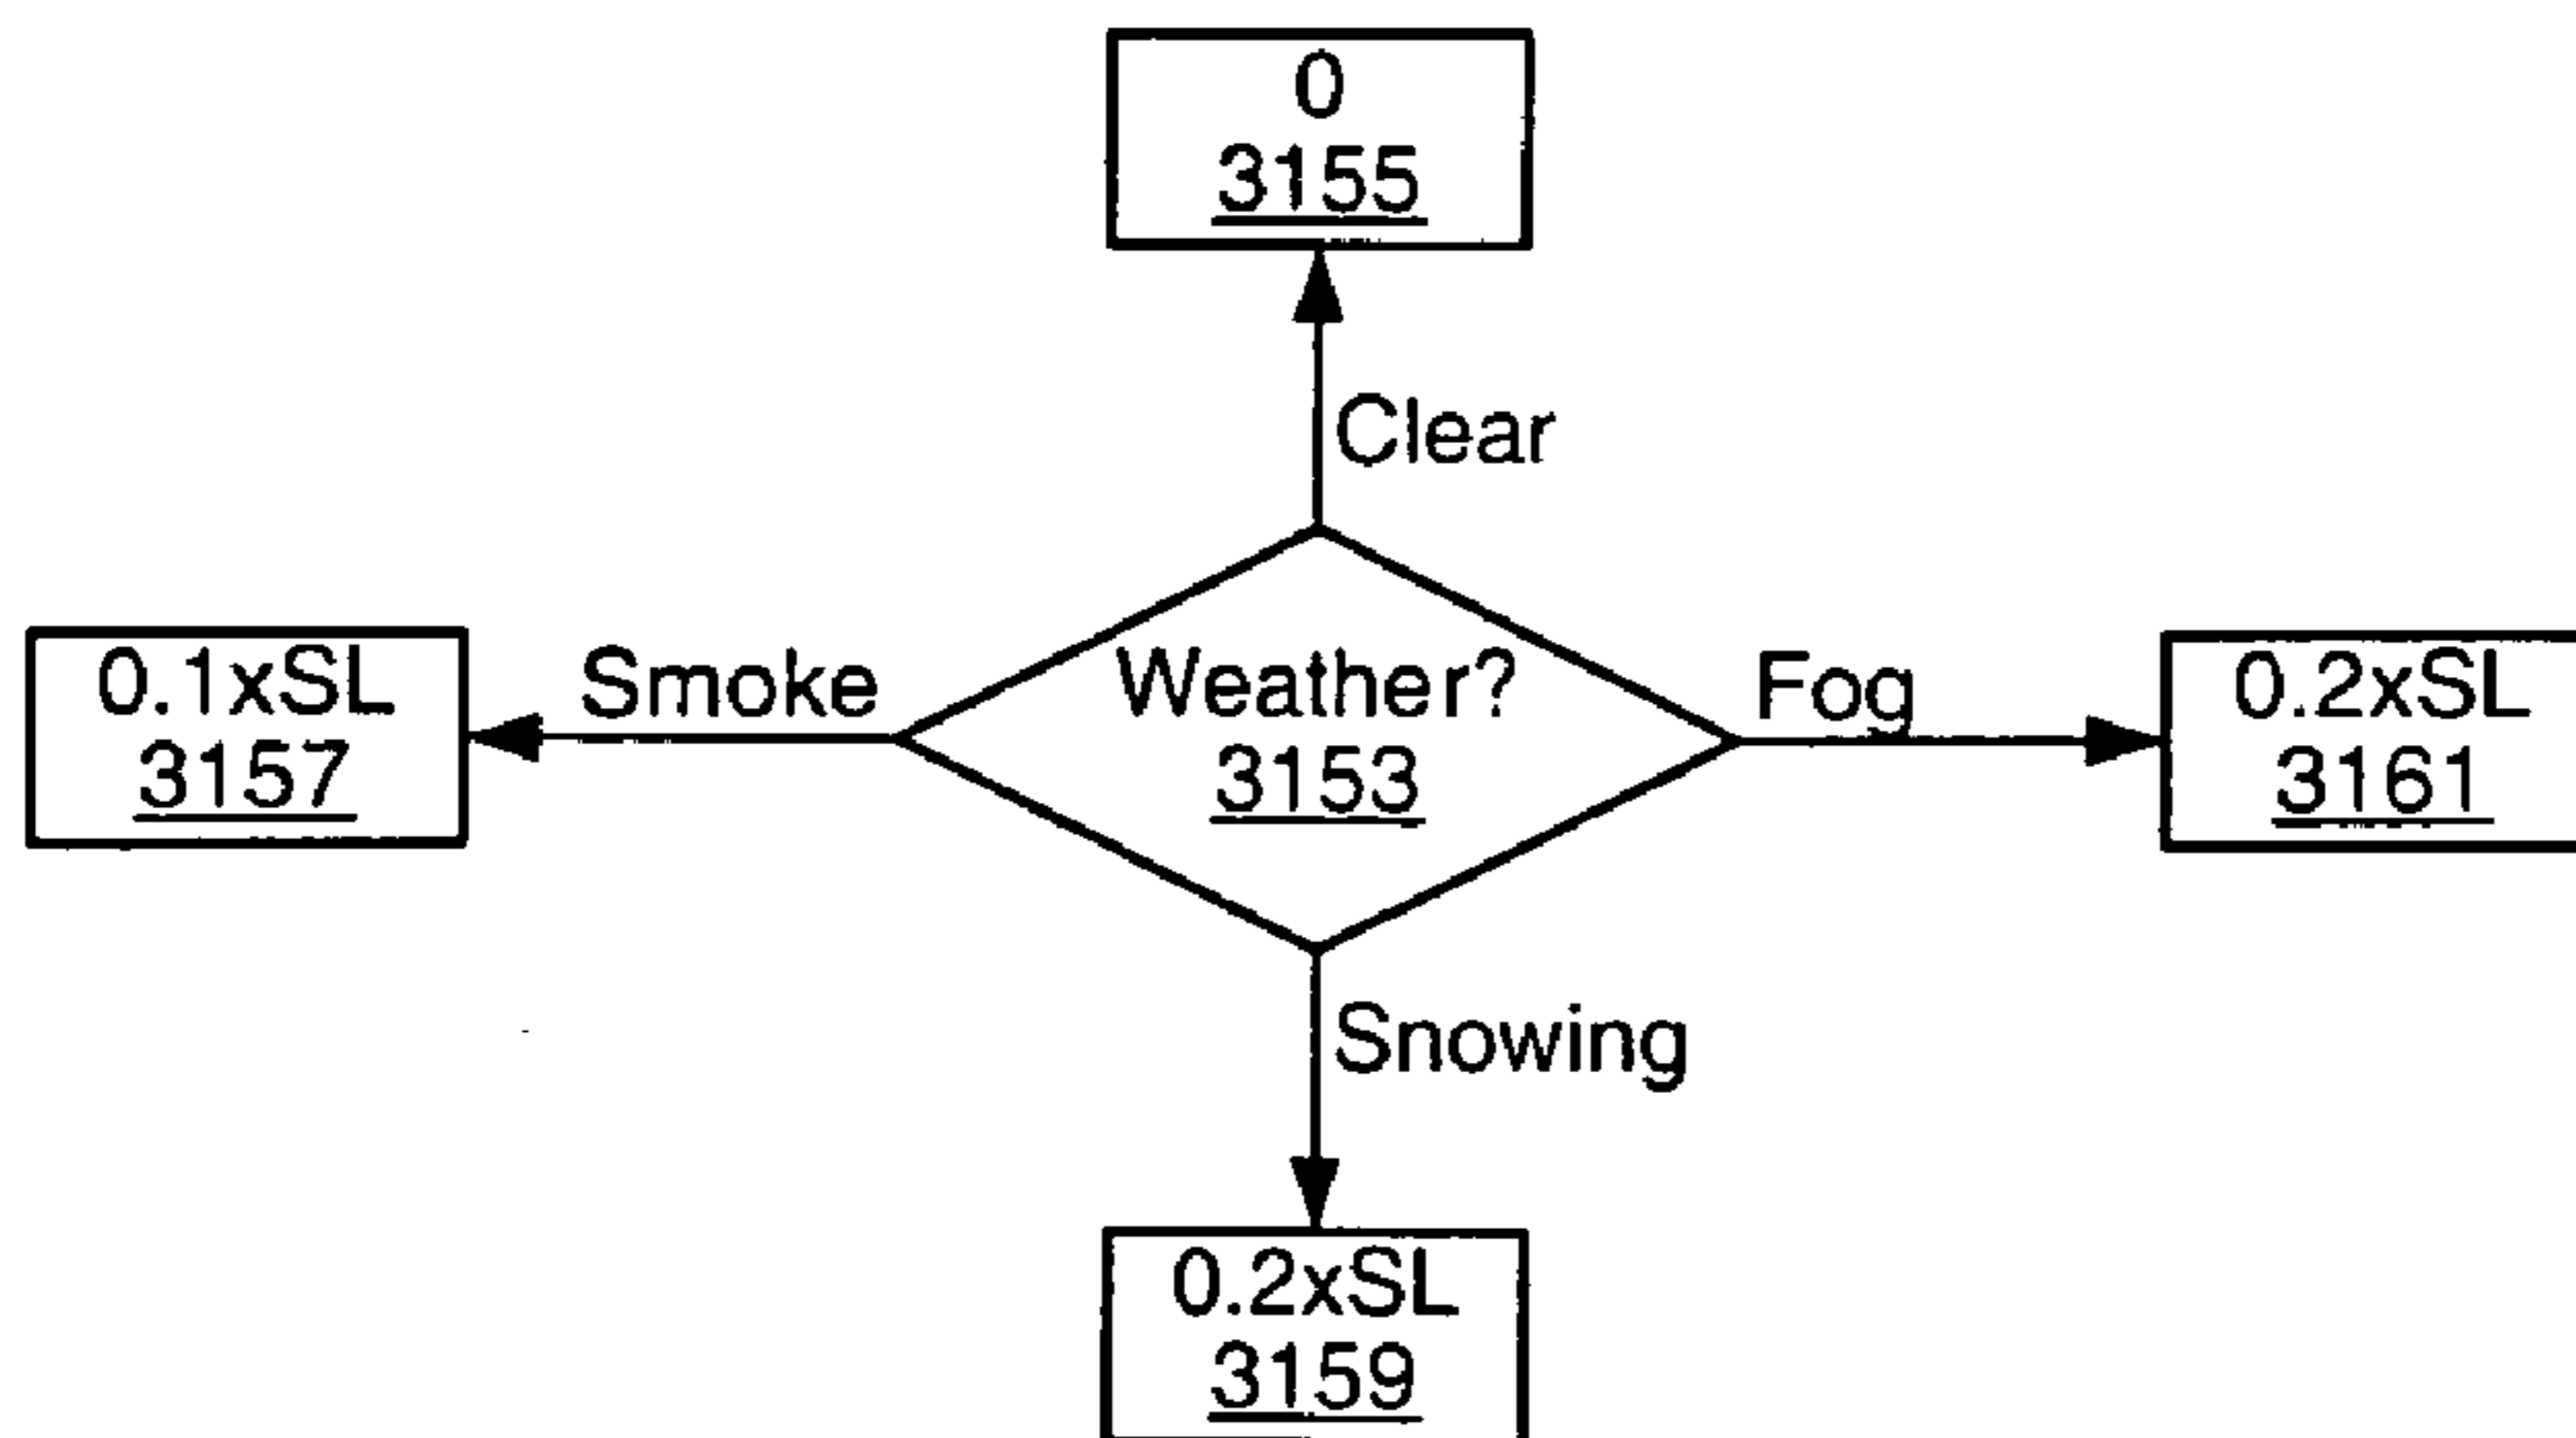 0
3155
Clear
Smoke
0.1xSL
3157
Weather?
3153
Fog
0.2xSL
3161
Snowing
0.2xSL
3159